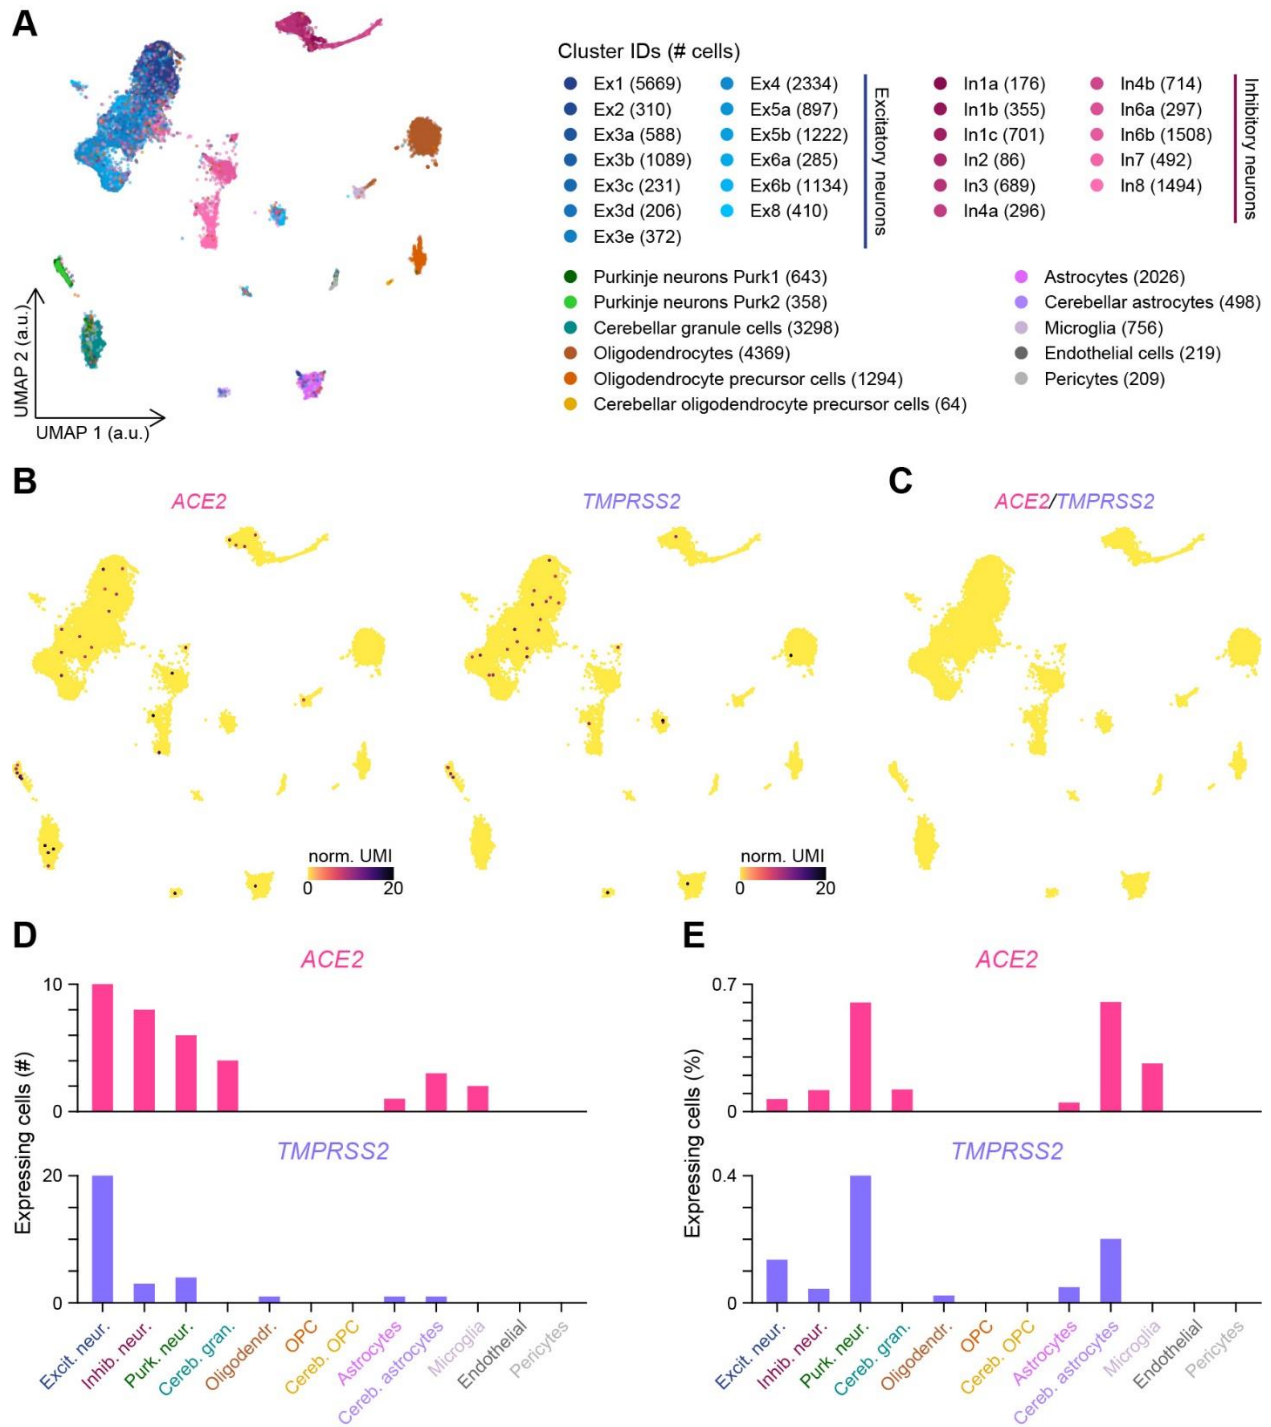 A
Cluster IDs (# cells)
Ex1 (5669)
Ex2 (310)
Ex3a (588)
Ex3b (1089)
Ex3c (231)
Ex3d (206)
Ex3e (372)
Ex4 (2334)
Ex5a (897)
Ex5b (1222)
Ex6a (285)
Ex6b (1134)
Ex8 (410)
Excitatory neurons
In1a (176)
In1b (355)
In1c (701)
In2 (86)
In3 (689)
In4a (296)
In4b (714)
In6a (297)
In6b (1508)
In7 (492)
In8 (1494)
Inhibitory neurons
Purkinje neurons Purk1 (643)
Purkinje neurons Purk2 (358)
Cerebellar granule cells (3298)
Oligodendrocytes (4369)
Oligodendrocyte precursor cells (1294)
Cerebellar oligodendrocyte precursor cells (64)
Astrocytes (2026)
Cerebellar astrocytes (498)
Microglia (756)
Endothelial cells (219)
Pericytes (209)
UMAP 2 (a.u.)
UMAP 1 (a.u.)
B
ACE2
TMPRSS2
norm. UMI
0 20
norm. UMI
0 20
C
ACE2/TMPRSS2
D
ACE2
10
0
Expressing cells (#)
TMPRSS2
20
0
Excit. neur.
Inhib. neur.
Purk. neur.
Cereb. gran.
Oligodendr.
OPC
Cereb. OPC
Astrocytes
Cereb. astrocytes
Microglia
Endothelial
Pericytes
E
ACE2
0.7
0
Expressing cells (%)
TMPRSS2
0.4
0
Excit. neur.
Inhib. neur.
Purk. neur.
Cereb. gran.
Oligodendr.
OPC
Cereb. OPC
Astrocytes
Cereb. astrocytes
Microglia
Endothelial
Pericytes